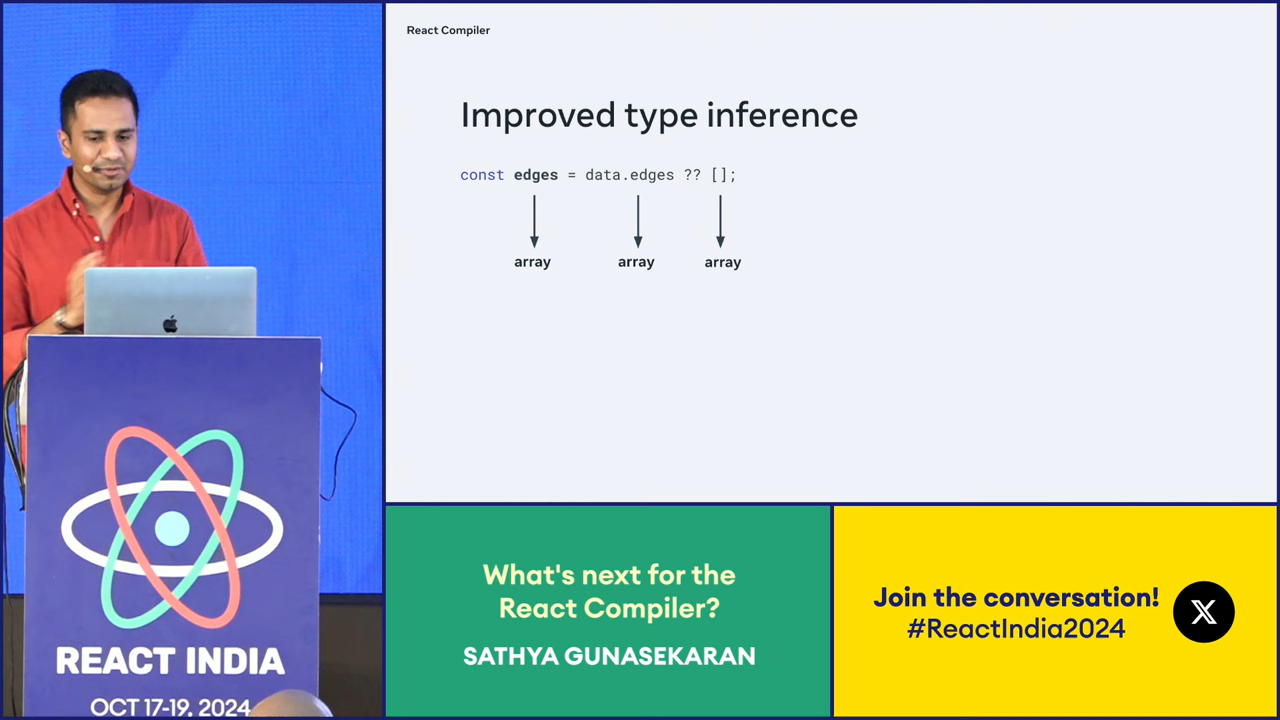 React Compiler
Improved type inference
const edges = data.edges ?? [];
array array array
REACT INDIA
OCT 17-19, 2024
What's next for the
React Compiler?
SATHYA GUNASEKARAN
Join the conversation!
#ReactIndia2024
X